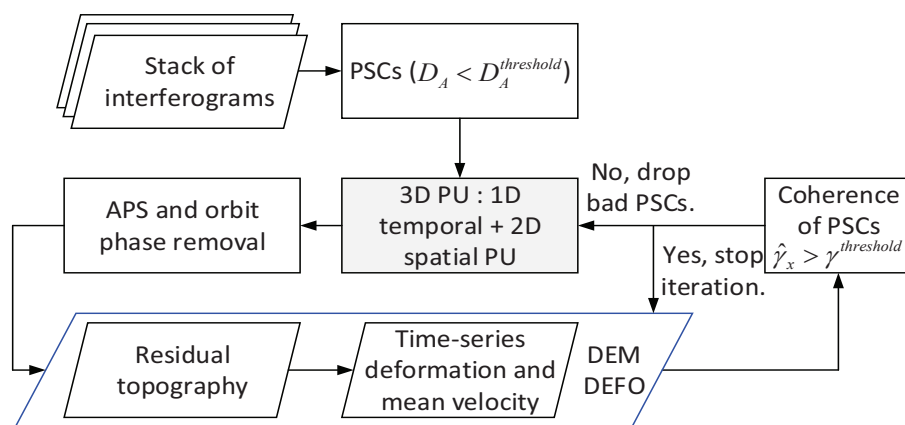 Stack of
interferograms
PSCs (D_A < D_A^{threshold})
3D PU : 1D
temporal + 2D
spatial PU
APS and orbit
phase removal
No, drop
bad PSCs.
Yes, stop
iteration.
Coherence
of PSCs
γ̂_x > γ^{threshold}
Residual
topography
Time-series
deformation and
mean velocity
DEM
DEFO